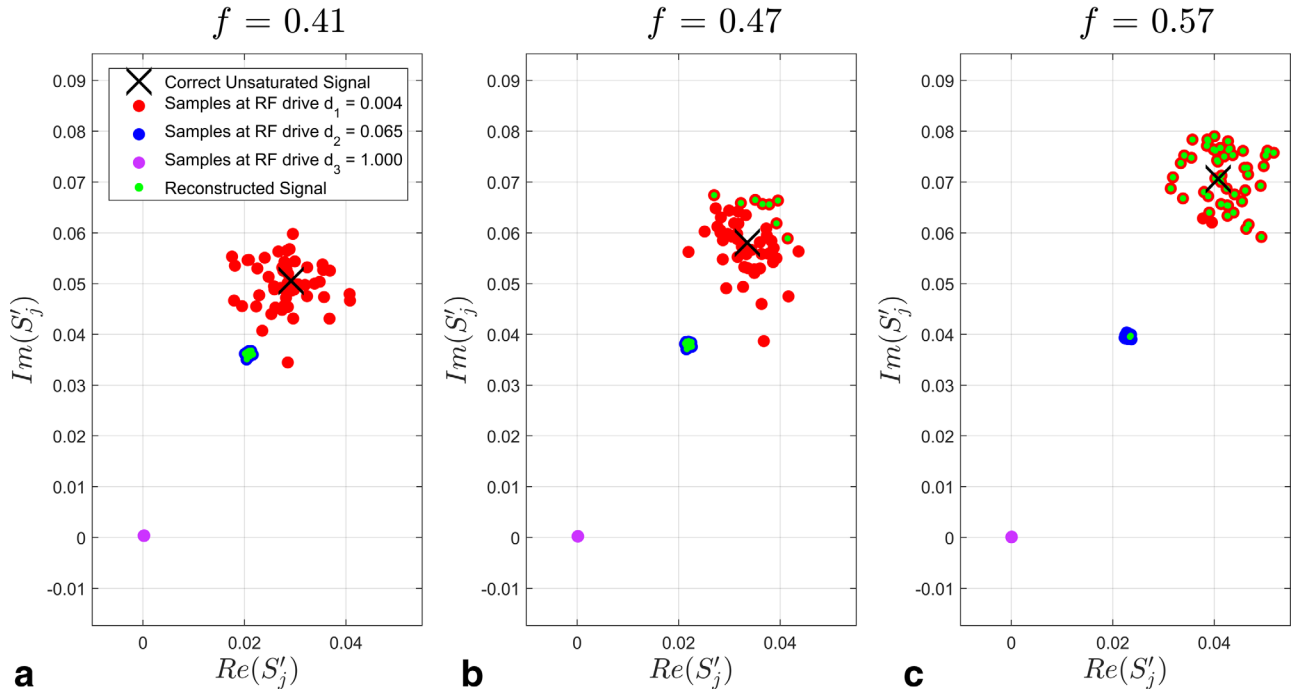 f = 0.41
f = 0.47
f = 0.57
Correct Unsaturated Signal
Samples at RF drive d1 = 0.004
Samples at RF drive d2 = 0.065
Samples at RF drive d3 = 1.000
Reconstructed Signal
0.09
0.08
0.07
0.06
0.05
0.04
0.03
0.02
0.01
0
-0.01
Im(S′j)
0
0.02
0.04
Re(S′j)
a
0.09
0.08
0.07
0.06
0.05
0.04
0.03
0.02
0.01
0
-0.01
Im(S′j)
0
0.02
0.04
Re(S′j)
b
0.09
0.08
0.07
0.06
0.05
0.04
0.03
0.02
0.01
0
-0.01
Im(S′j)
0
0.02
0.04
Re(S′j)
c